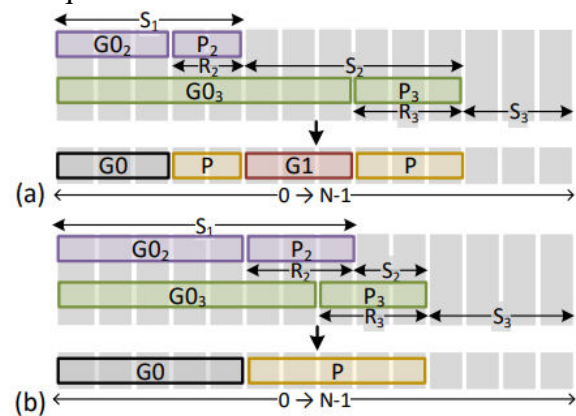 S1
G02 P2
R2 S2
G03 P3
R3 S3
G0 P G1 P
(a) 0 → N-1
S1
G02 P2
R2 S2
G03 P3
R3 S3
G0 P
(b) 0 → N-1